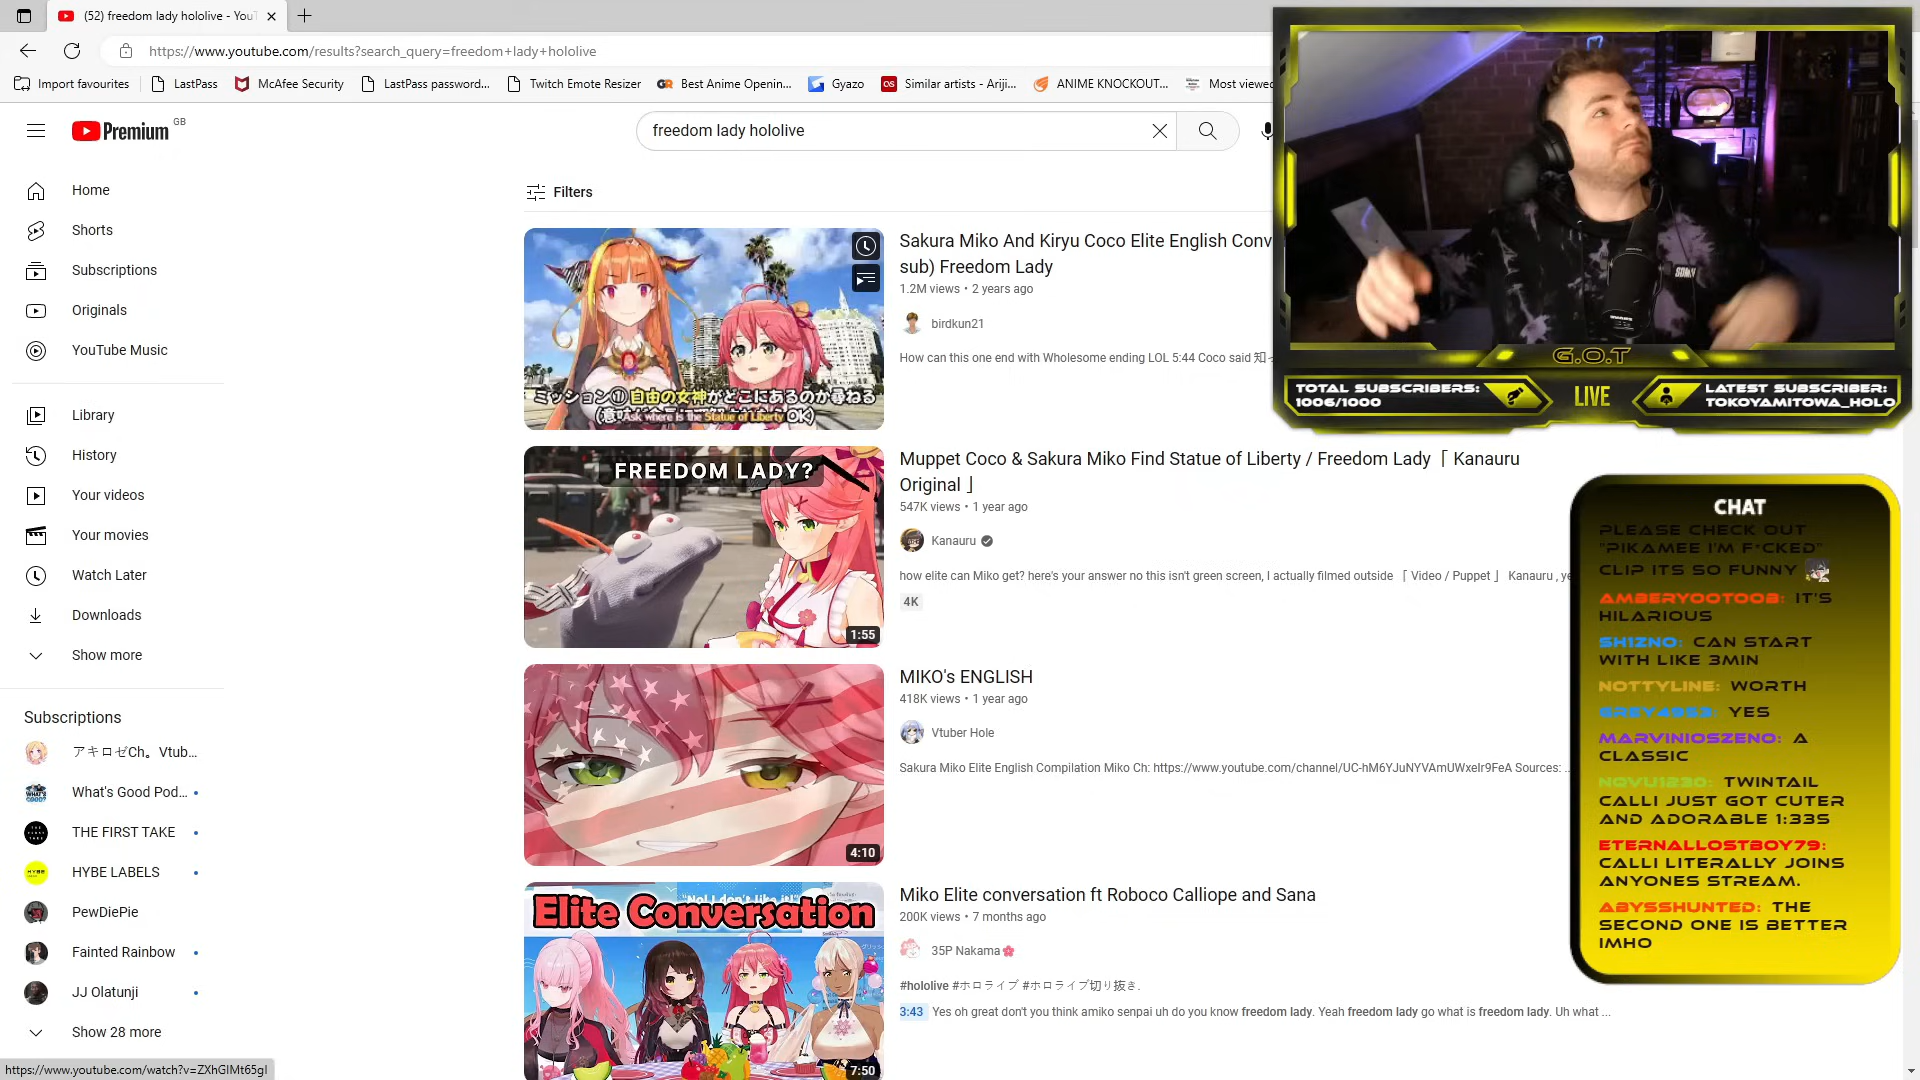 (52) freedom lady hololive - YouT
https://www.youtube.com/results?search_query=freedom+lady+hololive
Import favourites
LastPass
McAfee Security
LastPass password...
Twitch Emote Resizer
Best Anime Openin...
Gyazo
Similar artists - Ariji...
ANIME KNOCKOUT...
Most viewed
Premium
GB
freedom lady hololive
Home
Shorts
Subscriptions
Originals
YouTube Music
Library
History
Your videos
Your movies
Watch Later
Downloads
Show more
Subscriptions
アキロゼCh。Vtub...
What's Good Pod...
THE FIRST TAKE
HYBE LABELS
PewDiePie
Fainted Rainbow
JJ Olatunji
Show 28 more
https://www.youtube.com/watch?v=ZXhGIMt65gI
Filters
ミッション① 自由の女神がどこにあるのか尋ねる
Ask where is the Statue of Liberty
Sakura Miko And Kiryu Coco Elite English Conv
sub) Freedom Lady
1.2M views • 2 years ago
birdkun21
How can this one end with Wholesome ending LOL 5:44 Coco said 知っ
FREEDOM LADY?
1:55
Muppet Coco & Sakura Miko Find Statue of Liberty / Freedom Lady「 Kanauru
Original 」
547K views • 1 year ago
Kanauru
how elite can Miko get? here's your answer no this isn't green screen, I actually filmed outside 「 Video / Puppet 」 Kanauru , ye
4K
4:10
MIKO's ENGLISH
418K views • 1 year ago
Vtuber Hole
Sakura Miko Elite English Compilation Miko Ch: https://www.youtube.com/channel/UC-hM6YJuNYVAmUWxeIr9FeA Sources: ...
"No! I don't like it!"
Elite Conversation
7:50
Miko Elite conversation ft Roboco Calliope and Sana
200K views • 7 months ago
35P Nakama🌸
#hololive #ホロライブ #ホロライブ切り抜き.
3:43 Yes oh great don't you think amiko senpai uh do you know freedom lady. Yeah freedom lady go what is freedom lady. Uh what ...
G.O.T
TOTAL SUBSCRIBERS:
1006/1000
LIVE
LATEST SUBSCRIBER:
TOKOYAMITOWA_HOLO
CHAT
PLEASE CHECK OUT
"PIKAMEE I'M F*CKED"
CLIP ITS SO FUNNY
AMBERYOOTOOB: IT'S
HILARIOUS
SH1ZNO: CAN START
WITH LIKE 3MIN
NOTTYLINE: WORTH
GREY4953: YES
MARVINIOSZENO: A
CLASSIC
NQVU1230: TWINTAIL
CALLI JUST GOT CUTER
AND ADORABLE 1:33S
ETERNALLOSTBOY79:
CALLI LITERALLY JOINS
ANYONES STREAM.
ABYSSHUNTED: THE
SECOND ONE IS BETTER
IMHO